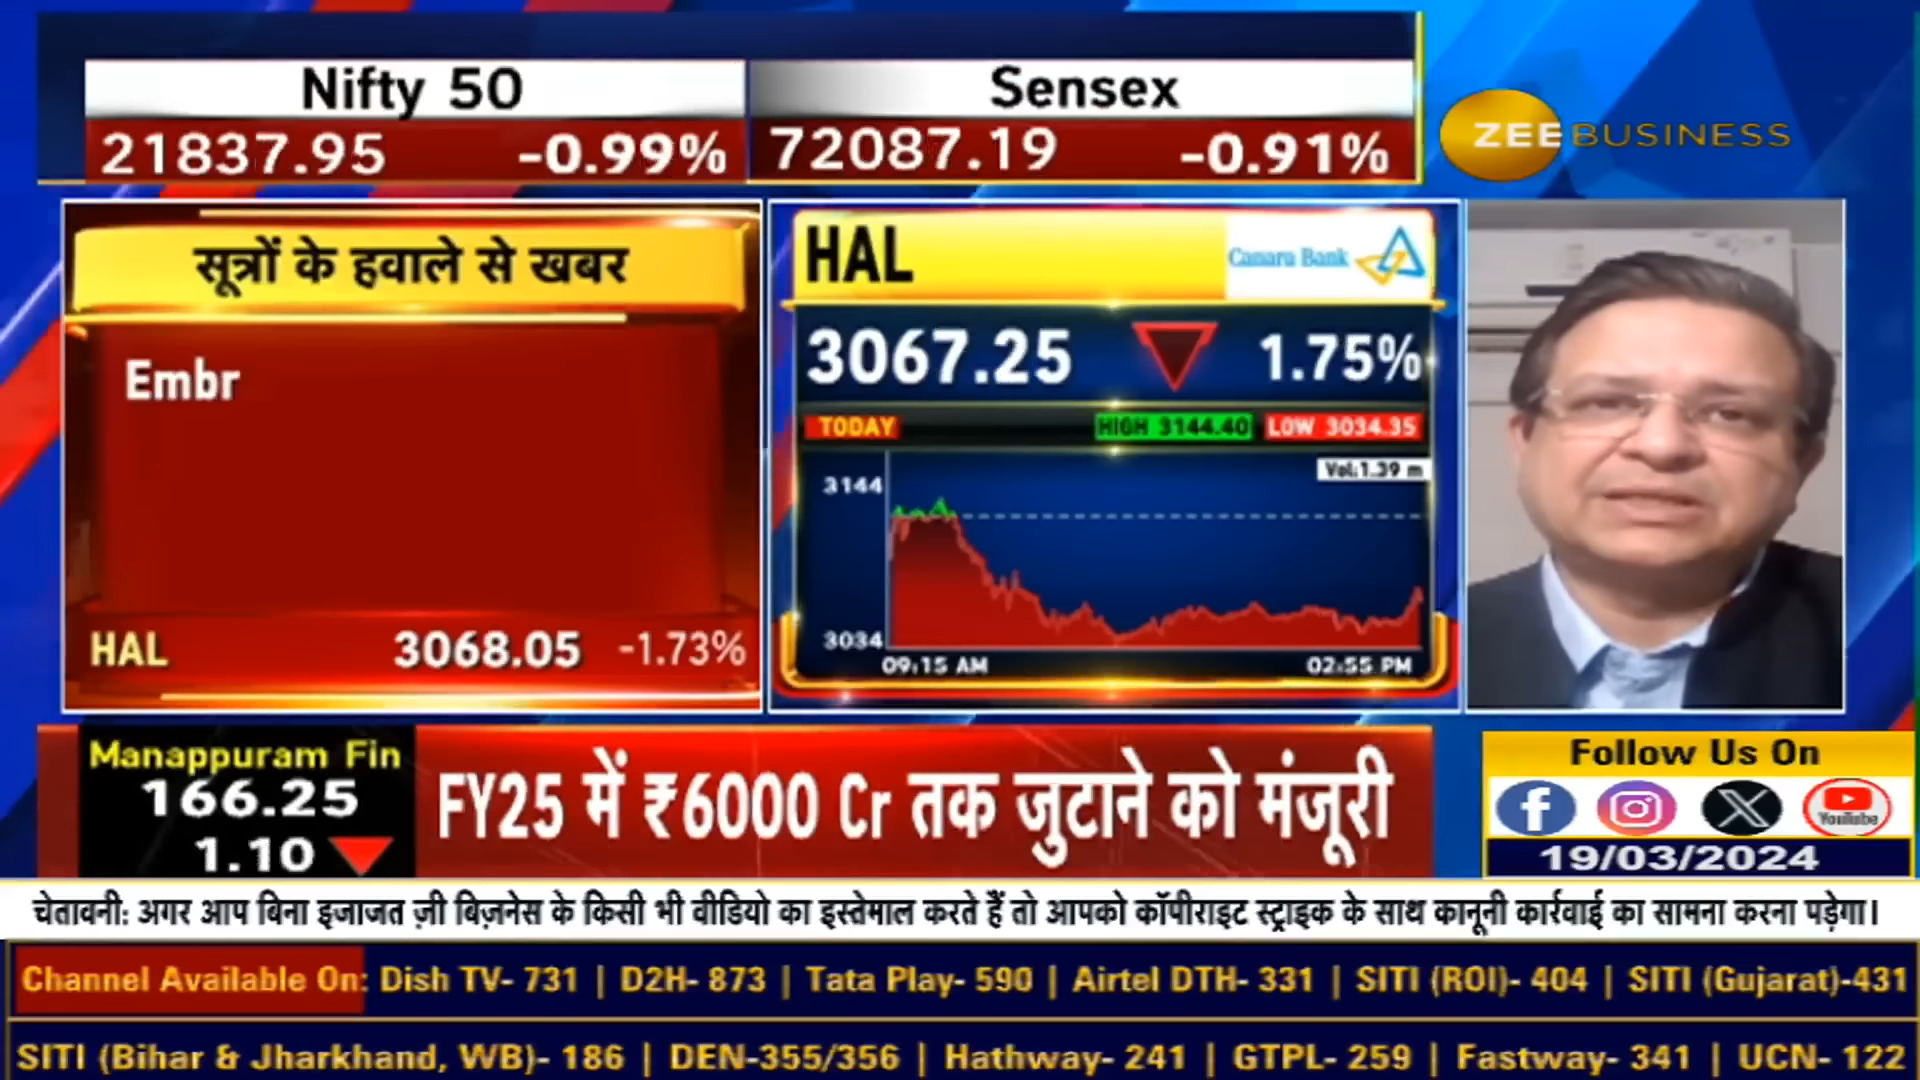 Nifty 50
21837.95 -0.99%
Sensex
72087.19 -0.91%
ZEE BUSINESS
सूत्रों के हवाले से खबर
Embr
HAL 3068.05 -1.73%
HAL
Canara Bank
3067.25 1.75%
TODAY HIGH 3144.40 LOW 3034.35
Vol:1.39 m
3144
3034
09:15 AM 02:55 PM
Manappuram Fin
166.25
1.10
FY25 में ₹6000 Cr तक जुटाने को मंजूरी
Follow Us On
YouTube
19/03/2024
चेतावनी: अगर आप बिना इजाजत ज़ी बिज़नेस के किसी भी वीडियो का इस्तेमाल करते हैं तो आपको कॉपीराइट स्ट्राइक के साथ कानूनी कार्रवाई का सामना करना पड़ेगा।
Channel Available On: Dish TV- 731 | D2H- 873 | Tata Play- 590 | Airtel DTH- 331 | SITI (ROI)- 404 | SITI (Gujarat)-431
SITI (Bihar & Jharkhand, WB)- 186 | DEN-355/356 | Hathway- 241 | GTPL- 259 | Fastway- 341 | UCN- 122